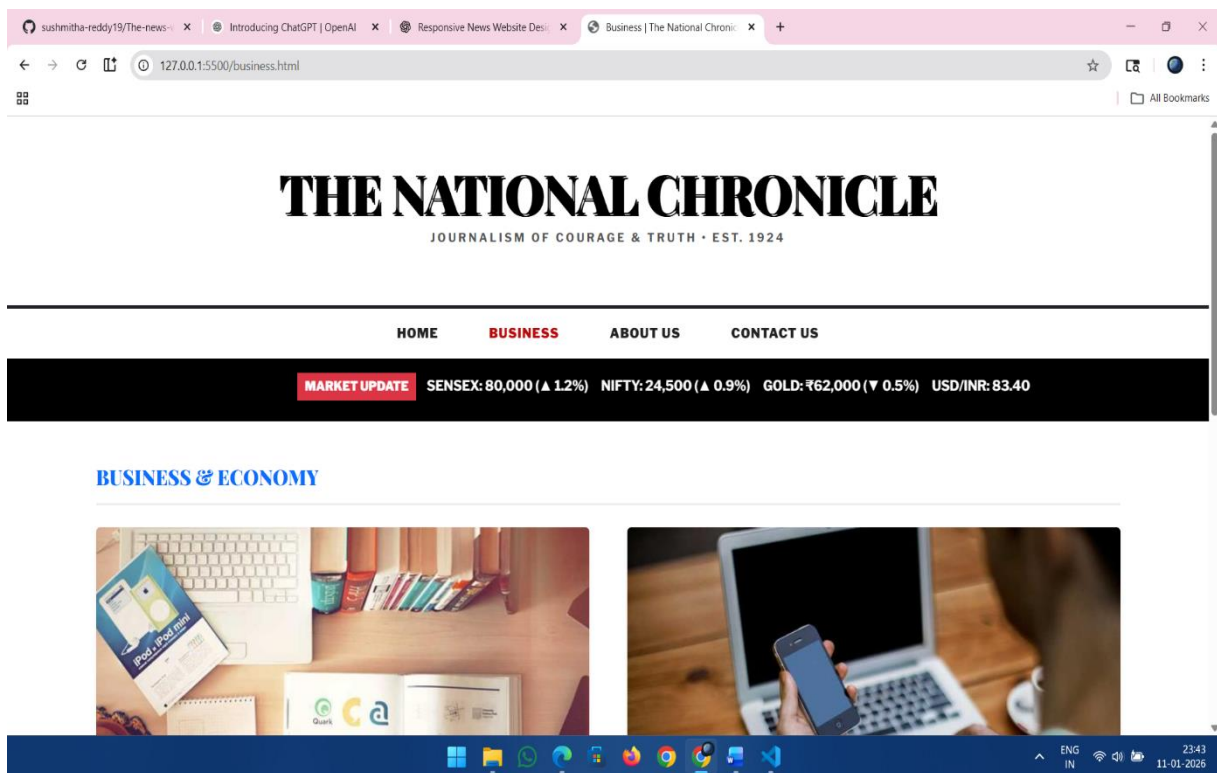 sushmitha-reddy19/The-news-
Introducing ChatGPT | OpenAI
Responsive News Website Desi
Business | The National Chronic
127.0.0.1:5500/business.html
All Bookmarks
THE NATIONAL CHRONICLE
JOURNALISM OF COURAGE & TRUTH • EST. 1924
HOME BUSINESS ABOUT US CONTACT US
MARKET UPDATE SENSEX: 80,000 (▲ 1.2%) NIFTY: 24,500 (▲ 0.9%) GOLD: ₹62,000 (▼ 0.5%) USD/INR: 83.40
BUSINESS & ECONOMY
iPod. iPod mini
Quark
ENG
IN
23:43
11-01-2026